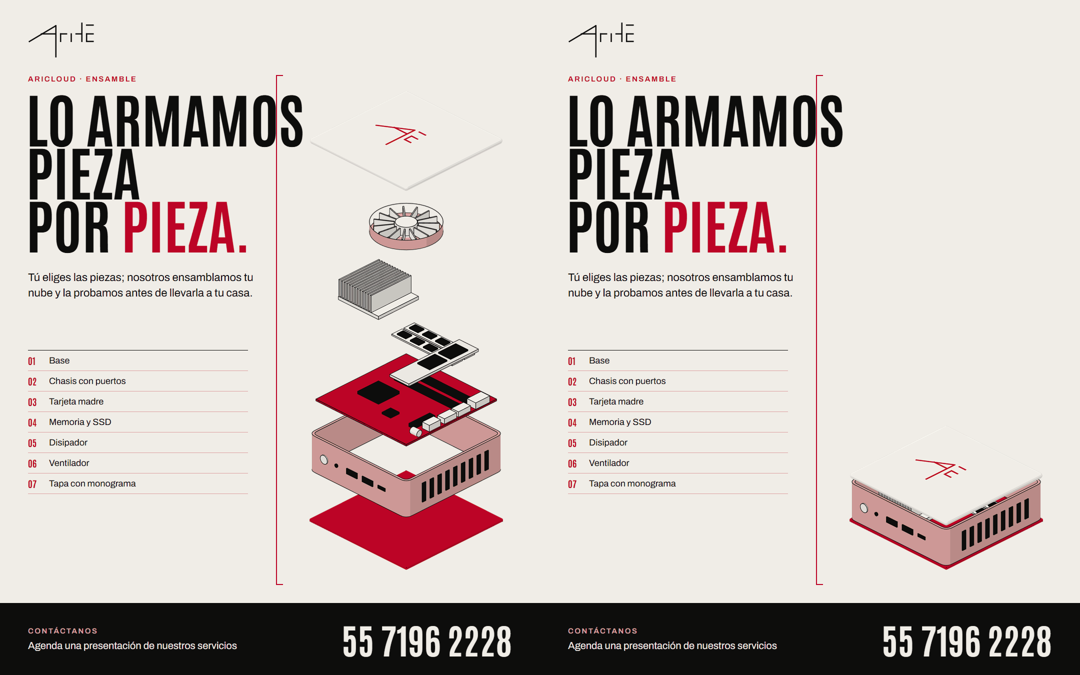 AriTE
ARICLOUD · ENSAMBLE
LO ARMAMOS
PIEZA
POR PIEZA.
Tú eliges las piezas; nosotros ensamblamos tu
nube y la probamos antes de llevarla a tu casa.
01 Base
02 Chasis con puertos
03 Tarjeta madre
04 Memoria y SSD
05 Disipador
06 Ventilador
07 Tapa con monograma
CONTÁCTANOS
Agenda una presentación de nuestros servicios
55 7196 2228
AriTE
ARICLOUD · ENSAMBLE
LO ARMAMOS
PIEZA
POR PIEZA.
Tú eliges las piezas; nosotros ensamblamos tu
nube y la probamos antes de llevarla a tu casa.
01 Base
02 Chasis con puertos
03 Tarjeta madre
04 Memoria y SSD
05 Disipador
06 Ventilador
07 Tapa con monograma
CONTÁCTANOS
Agenda una presentación de nuestros servicios
55 7196 2228